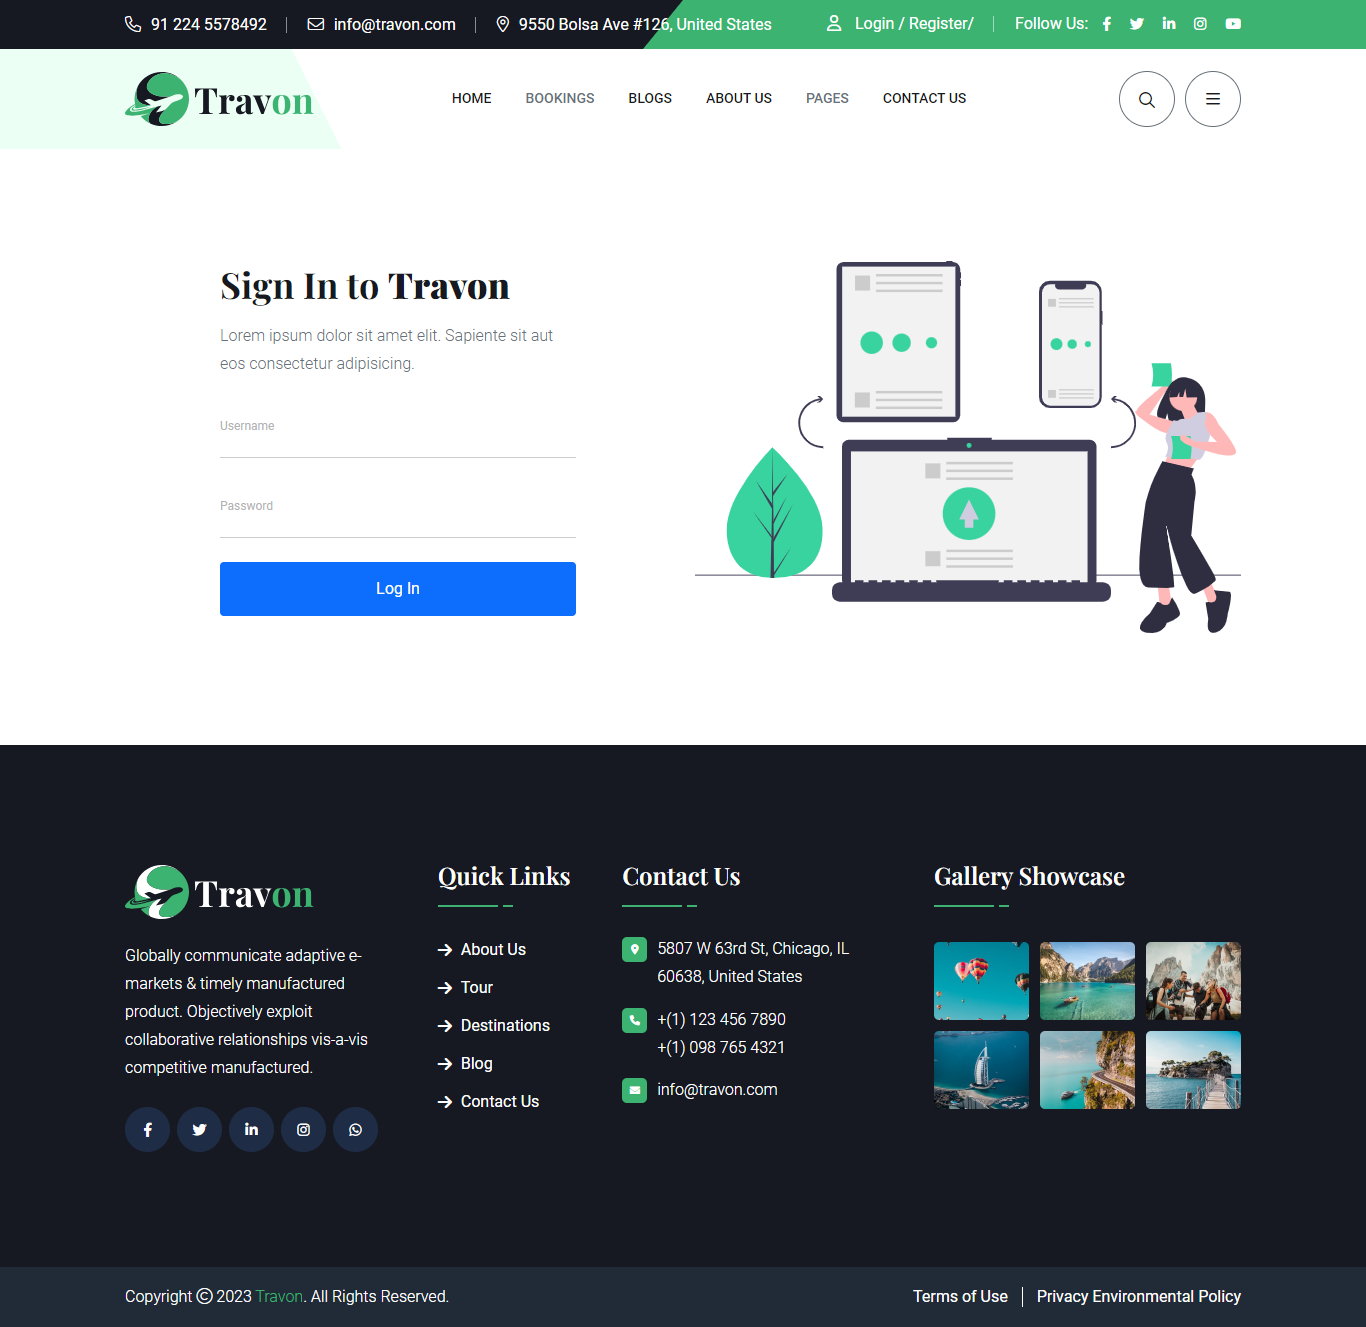 91 224 5578492
info@travon.com
9550 Bolsa Ave #126, United States
Login / Register/
Follow Us:
Travon
HOME
BOOKINGS
BLOGS
ABOUT US
PAGES
CONTACT US
Sign In to Travon
Lorem ipsum dolor sit amet elit. Sapiente sit aut
eos consectetur adipisicing.
Username
Password
Log In
Travon
Globally communicate adaptive e-
markets & timely manufactured
product. Objectively exploit
collaborative relationships vis-a-vis
competitive manufactured.
Quick Links
About Us
Tour
Destinations
Blog
Contact Us
Contact Us
5807 W 63rd St, Chicago, IL
60638, United States
+(1) 123 456 7890
+(1) 098 765 4321
info@travon.com
Gallery Showcase
Copyright © 2023 Travon. All Rights Reserved.
Terms of Use
Privacy Environmental Policy